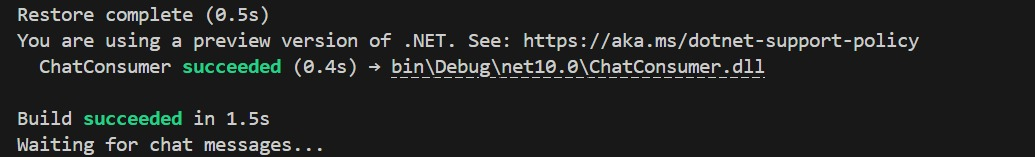 Restore complete (0.5s)
You are using a preview version of .NET. See: https://aka.ms/dotnet-support-policy
ChatConsumer succeeded (0.4s) → bin\Debug\net10.0\ChatConsumer.dll
Build succeeded in 1.5s
Waiting for chat messages...